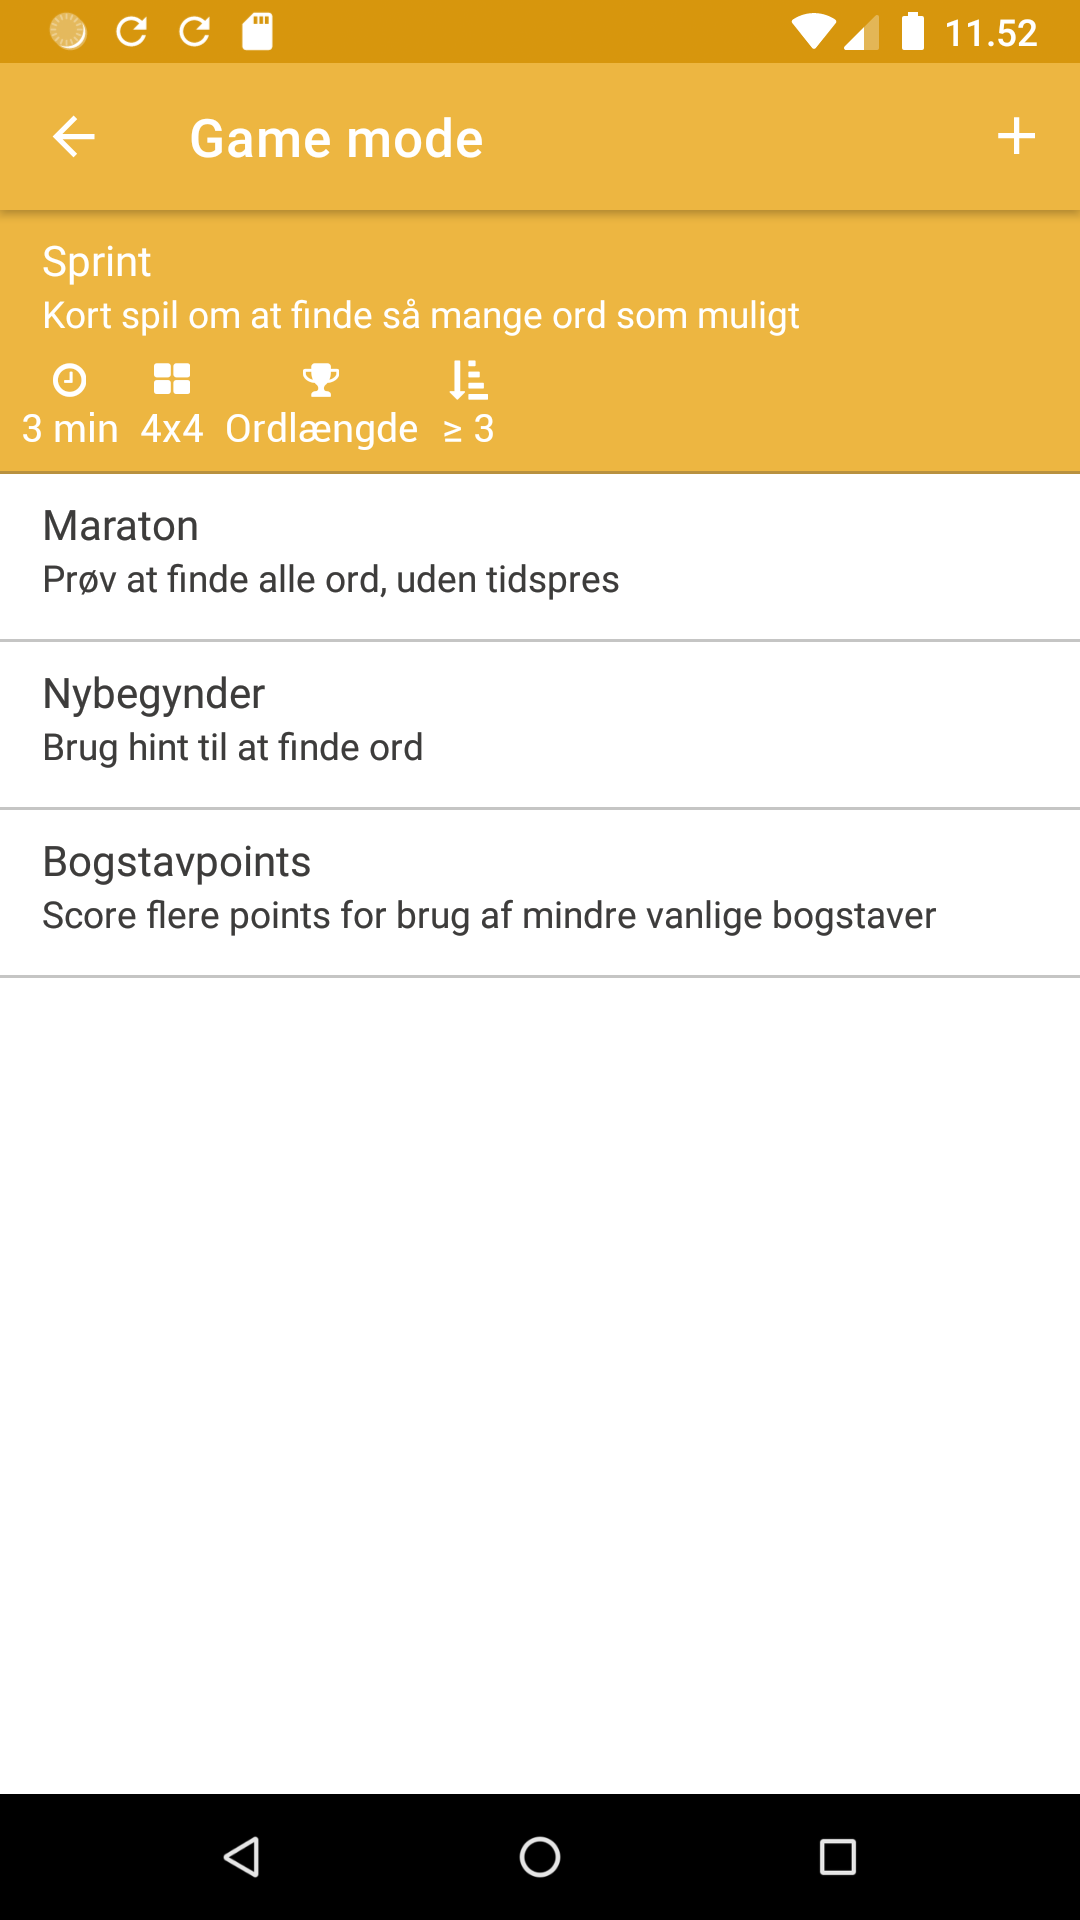 11.52
Game mode
Sprint
Kort spil om at finde så mange ord som muligt
3 min 4x4 Ordlængde ≥ 3
Maraton
Prøv at finde alle ord, uden tidspres
Nybegynder
Brug hint til at finde ord
Bogstavpoints
Score flere points for brug af mindre vanlige bogstaver